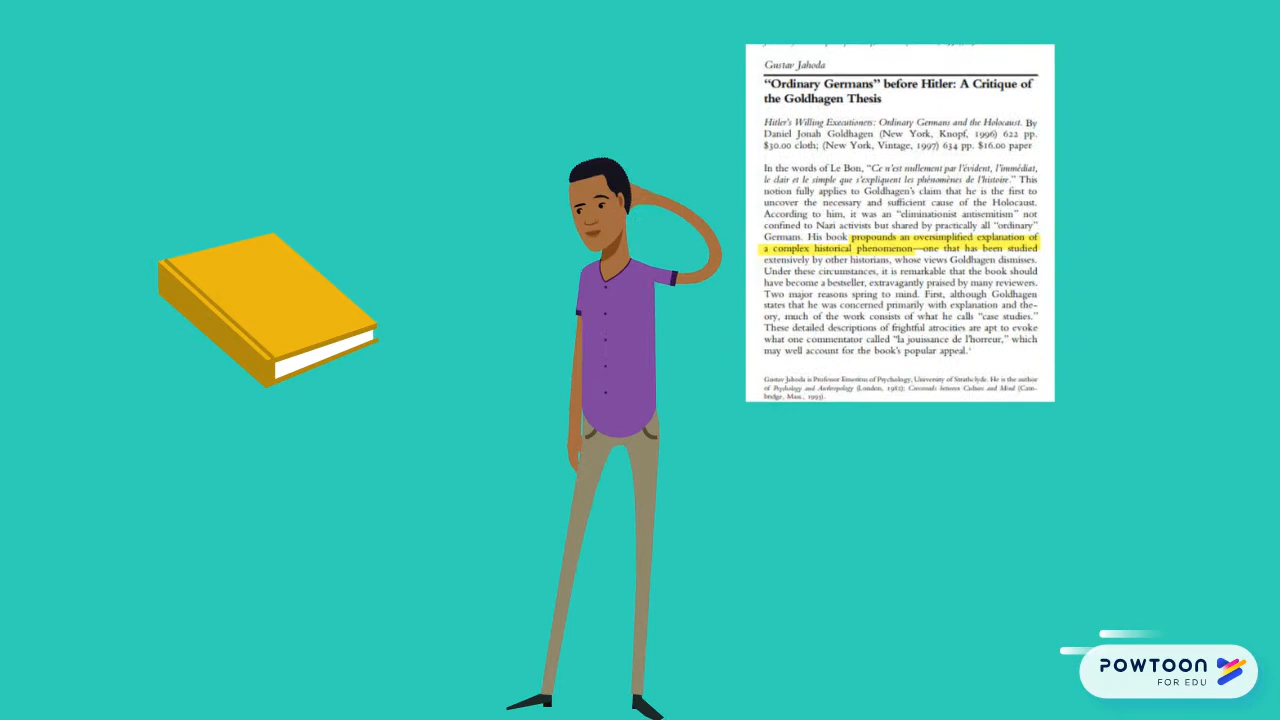 Gustav Jahoda
“Ordinary Germans” before Hitler: A Critique of
the Goldhagen Thesis
Hitler's Willing Executioners: Ordinary Germans and the Holocaust. By
Daniel Jonah Goldhagen (New York, Knopf, 1996) 622 pp.
$30.00 cloth; (New York, Vintage, 1997) 634 pp. $16.00 paper
In the words of Le Bon, “Ce n'est nullement par l'évident, l'immédiat,
le clair et le simple que s'expliquent les phénomènes de l'histoire.” This
notion fully applies to Goldhagen's claim that he is the first to
uncover the necessary and sufficient cause of the Holocaust.
According to him, it was an “eliminationist antisemitism” not
confined to Nazi activists but shared by practically all “ordinary”
Germans. His book propounds an oversimplified explanation of
a complex historical phenomenon—one that has been studied
extensively by other historians, whose views Goldhagen dismisses.
Under these circumstances, it is remarkable that the book should
have become a bestseller, extravagantly praised by many reviewers.
Two major reasons spring to mind. First, although Goldhagen
states that he was concerned primarily with explanation and the-
ory, much of the work consists of what he calls “case studies.”
These detailed descriptions of frightful atrocities are apt to evoke
what one commentator called “la jouissance de l'horreur,” which
may well account for the book's popular appeal.¹
Gustav Jahoda is Professor Emeritus of Psychology, University of Strathclyde. He is the author
of Psychology and Anthropology (London, 1982); Crossroads between Culture and Mind (Cam-
bridge, Mass., 1993).
POWTOON
FOR EDU